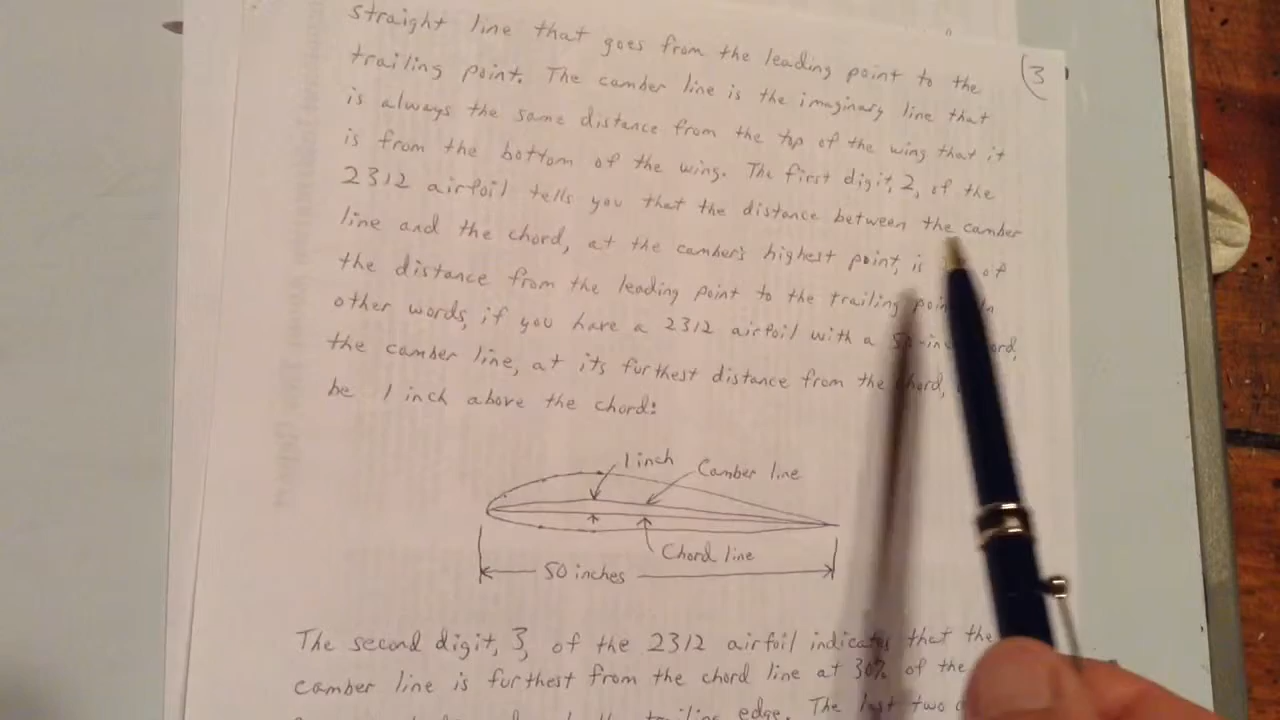 (3
straight line that goes from the leading point to the
trailing point. The camber line is the imaginary line that
is always the same distance from the top of the wing that it
is from the bottom of the wing. The first digit, 2, of the
2312 airfoil tells you that the distance between the camber
line and the chord, at the camber's highest point, is of
the distance from the leading point to the trailing
other words, if you have a 2312 airfoil with a
the camber line, at its furthest distance from the chord,
be 1 inch above the chord:
1 inch
Camber line
Chord line
50 inches
The second digit, 3, of the 2312 airfoil indicates that the
camber line is furthest from the chord line at 30% of the
edge. The last two